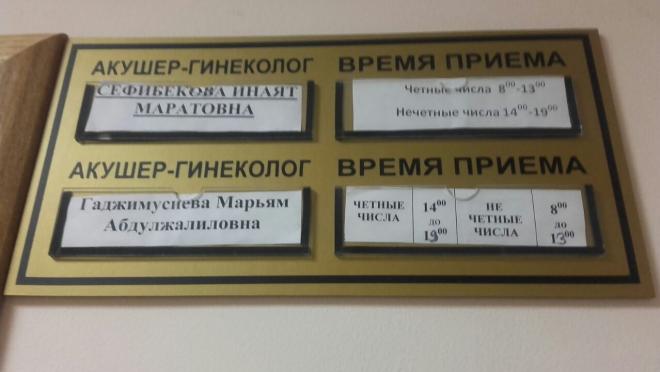 АКУШЕР-ГИНЕКОЛОГ ВРЕМЯ ПРИЕМА
СЕФИБЕКОВА ИНАЯТ
МАРАТОВНА
Четные числа 8⁰⁰-13⁰⁰
Нечетные числа 14⁰⁰-19⁰⁰
АКУШЕР-ГИНЕКОЛОГ ВРЕМЯ ПРИЕМА
Гаджимуснева Марьям
Абдулжалиловна
ЧЕТНЫЕ
ЧИСЛА
14⁰⁰
до
19⁰⁰
НЕ
ЧЕТНЫЕ
ЧИСЛА
8⁰⁰
до
13⁰⁰